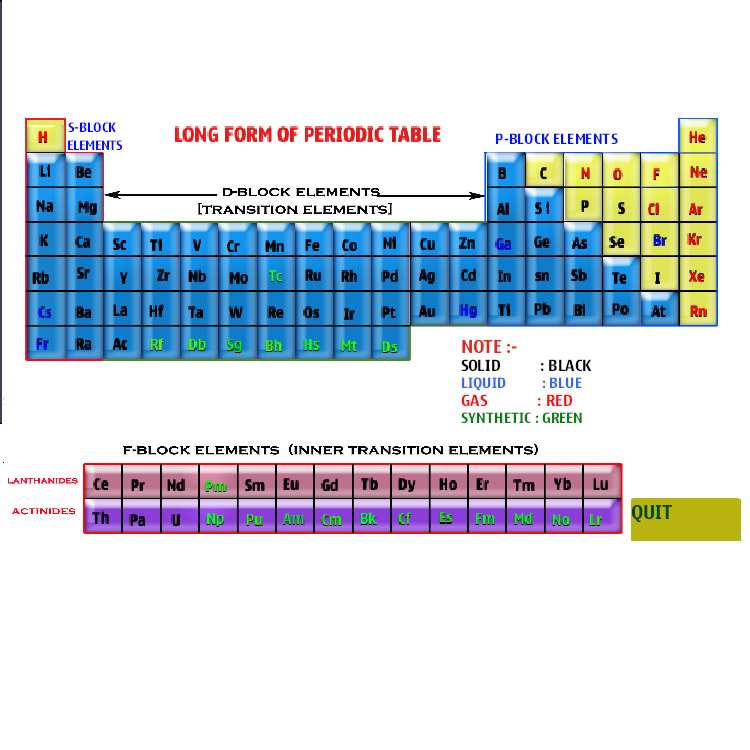 H S-BLOCK ELEMENTS LONG FORM OF PERIODIC TABLE P-BLOCK ELEMENTS He
Li Be B C N O F Ne
D-BLOCK ELEMENTS
[TRANSITION ELEMENTS]
Na Mg Al Si P S Cl Ar
K Ca Sc Ti V Cr Mn Fe Co Ni Cu Zn Ga Ge As Se Br Kr
Rb Sr Y Zr Nb Mo Tc Ru Rh Pd Ag Cd In sn Sb Te I Xe
Cs Ba La Hf Ta W Re Os Ir Pt Au Hg Tl Pb Bi Po At Rn
Fr Ra Ac Rf Db Sg Bh Hs Mt Ds
NOTE :-
SOLID : BLACK
LIQUID : BLUE
GAS : RED
SYNTHETIC : GREEN
F-BLOCK ELEMENTS (INNER TRANSITION ELEMENTS)
LANTHANIDES Ce Pr Nd Pm Sm Eu Gd Tb Dy Ho Er Tm Yb Lu
ACTINIDES Th Pa U Np Pu Am Cm Bk Cf Es Fm Md No Lr
QUIT